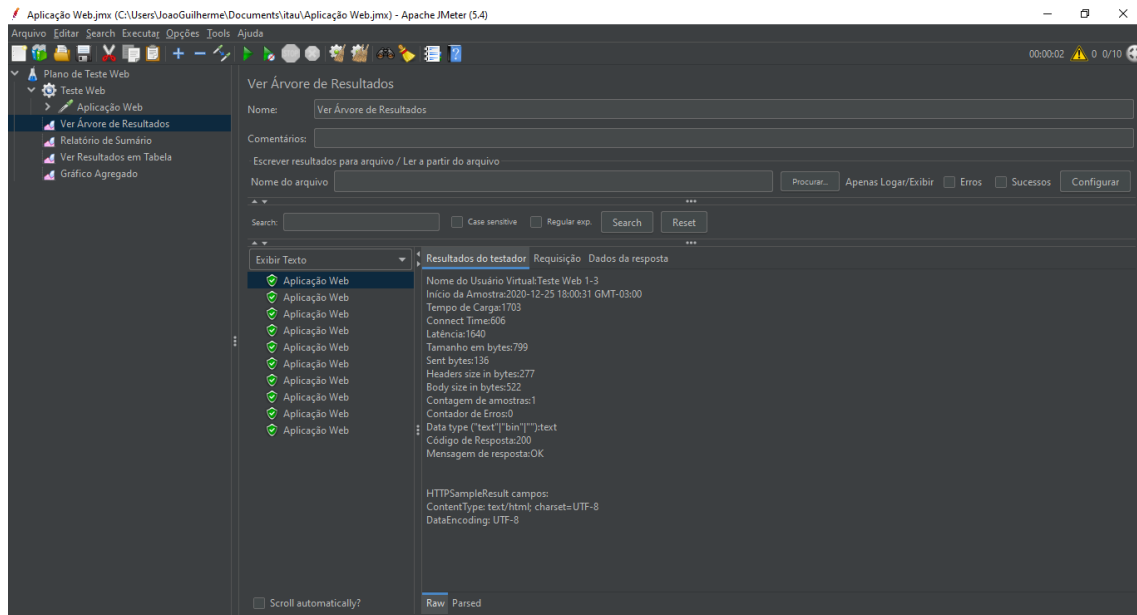 Aplicação Web.jmx (C:\Users\JoaoGuilherme\Documents\itau\Aplicação Web.jmx) - Apache JMeter (5.4)
Arquivo Editar Search Executar Opções Tools Ajuda
00:00:02 0 0/10
Plano de Teste Web
Teste Web
Aplicação Web
Ver Árvore de Resultados
Relatório de Sumário
Ver Resultados em Tabela
Gráfico Agregado
Ver Árvore de Resultados
Nome: Ver Árvore de Resultados
Comentários:
Escrever resultados para arquivo / Ler a partir do arquivo
Nome do arquivo Procurar... Apenas Logar/Exibir Erros Sucessos Configurar
Search: Case sensitive Regular exp. Search Reset
Exibir Texto
Aplicação Web
Aplicação Web
Aplicação Web
Aplicação Web
Aplicação Web
Aplicação Web
Aplicação Web
Aplicação Web
Aplicação Web
Aplicação Web
Scroll automatically?
Resultados do testador Requisição Dados da resposta
Nome do Usuário Virtual:Teste Web 1-3
Início da Amostra:2020-12-25 18:00:31 GMT-03:00
Tempo de Carga:1703
Connect Time:606
Latência:1640
Tamanho em bytes:799
Sent bytes:136
Headers size in bytes:277
Body size in bytes:522
Contagem de amostras:1
Contador de Erros:0
Data type ("text"|"bin"|""):text
Código de Resposta:200
Mensagem de resposta:OK
HTTPSampleResult campos:
ContentType: text/html; charset=UTF-8
DataEncoding: UTF-8
Raw Parsed